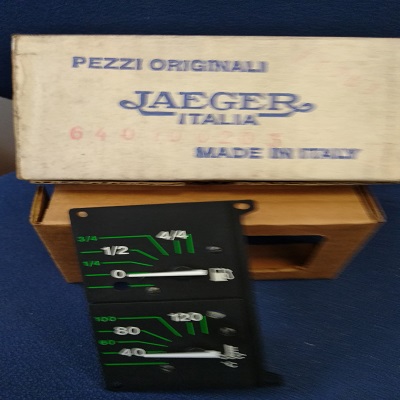 PEZZI ORIGINALI
JAEGER
ITALIA
MADE IN ITALY
3/4
4/4
1/2
1/4
0
100
120
80
60
40
°C